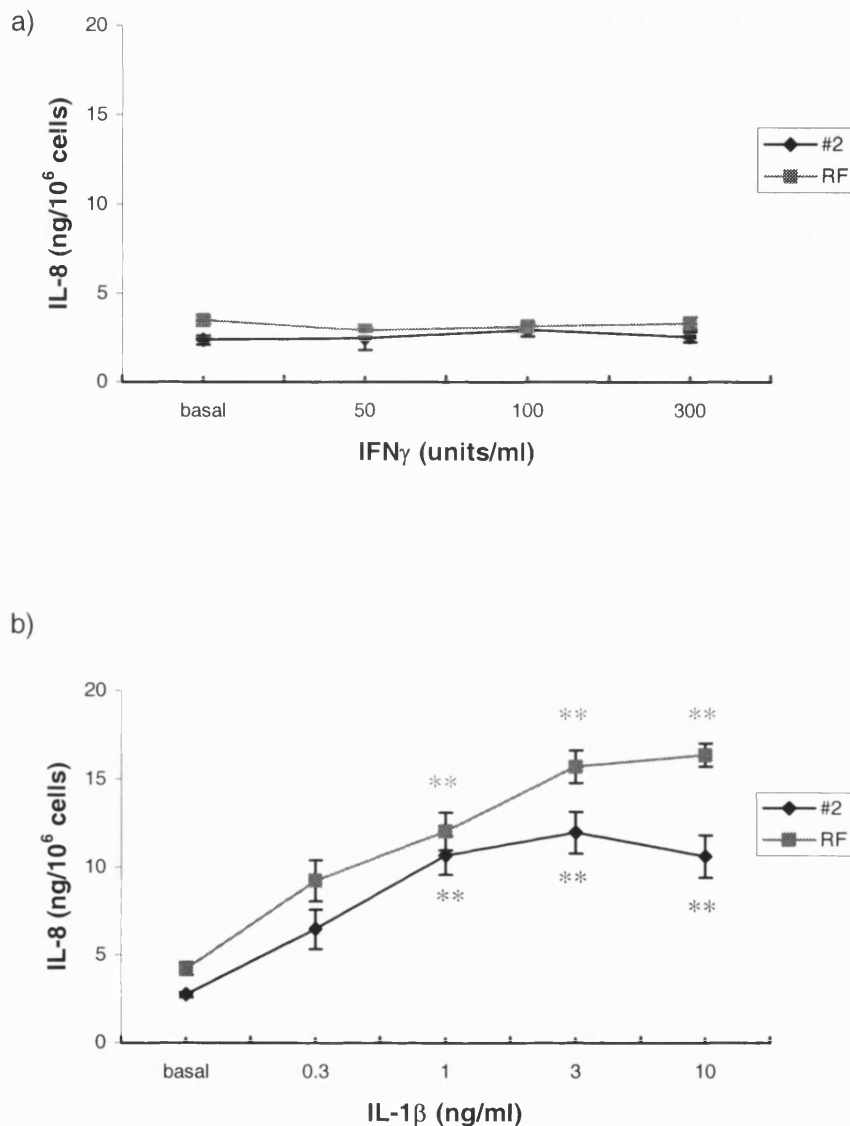 a)
20
15
10
5
0
IL-8 (ng/10⁶ cells)
basal 50 100 300
IFNγ (units/ml)
#2
RF
b)
20
15
10
5
0
IL-8 (ng/10⁶ cells)
** ** **
** ** **
basal 0.3 1 3 10
IL-1β (ng/ml)
#2
RF